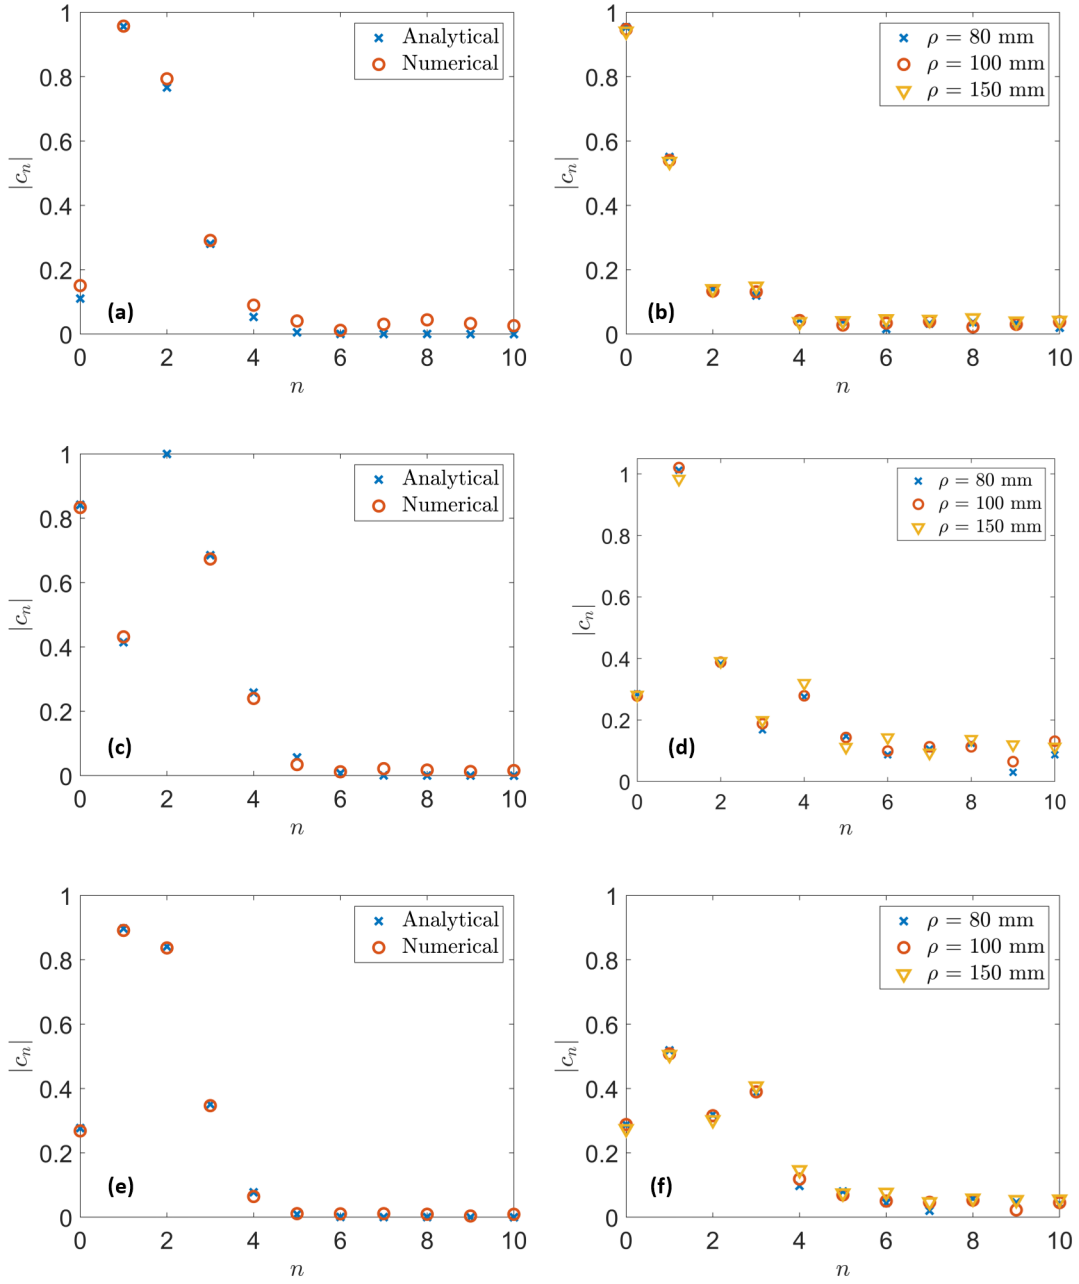 1
0.8
0.6
0.4
0.2
0
|c_n|
Analytical
Numerical
(a)
0 2 4 6 8 10
n
1
0.8
0.6
0.4
0.2
0
|c_n|
ρ = 80 mm
ρ = 100 mm
ρ = 150 mm
(b)
0 2 4 6 8 10
n
1
0.8
0.6
0.4
0.2
0
|c_n|
Analytical
Numerical
(c)
0 2 4 6 8 10
n
1
0.8
0.6
0.4
0.2
0
|c_n|
ρ = 80 mm
ρ = 100 mm
ρ = 150 mm
(d)
0 2 4 6 8 10
n
1
0.8
0.6
0.4
0.2
0
|c_n|
Analytical
Numerical
(e)
0 2 4 6 8 10
n
1
0.8
0.6
0.4
0.2
0
|c_n|
ρ = 80 mm
ρ = 100 mm
ρ = 150 mm
(f)
0 2 4 6 8 10
n